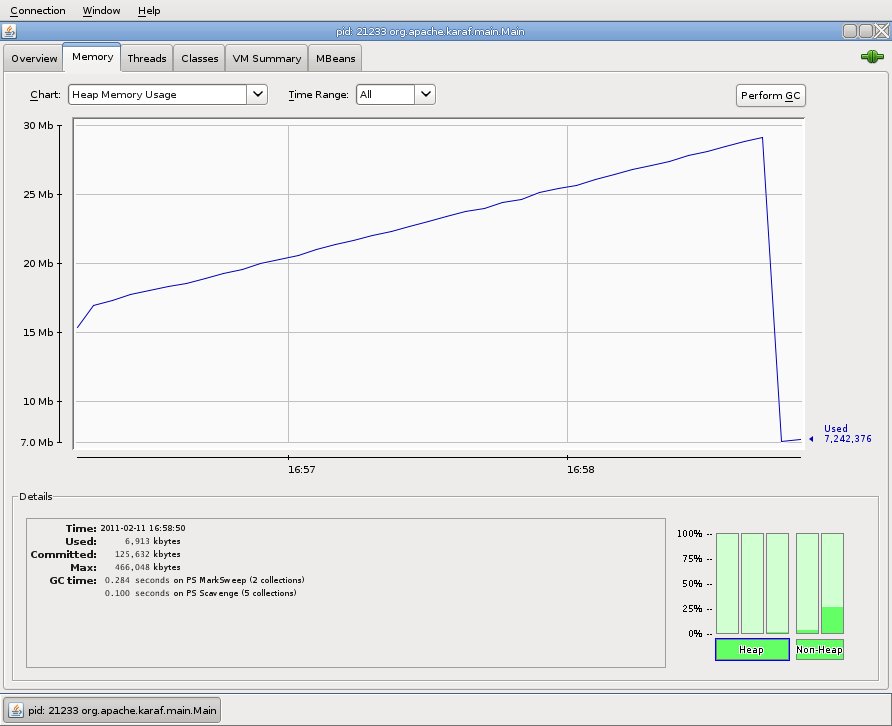 Connection Window Help
pid: 21233 org.apache.karaf.main.Main
Overview Memory Threads Classes VM Summary MBeans
Chart: Heap Memory Usage Time Range: All Perform GC
30 Mb
25 Mb
20 Mb
15 Mb
10 Mb
7.0 Mb
Used
7,242,376
16:57 16:58
Details
Time: 2011-02-11 16:58:50
Used: 6,913 kbytes
Committed: 125,632 kbytes
Max: 466,048 kbytes
GC time: 0.284 seconds on PS MarkSweep (2 collections)
0.100 seconds on PS Scavenge (5 collections)
100% --
75% --
50% --
25% --
0% --
Heap Non-Heap
pid: 21233 org.apache.karaf.main.Main